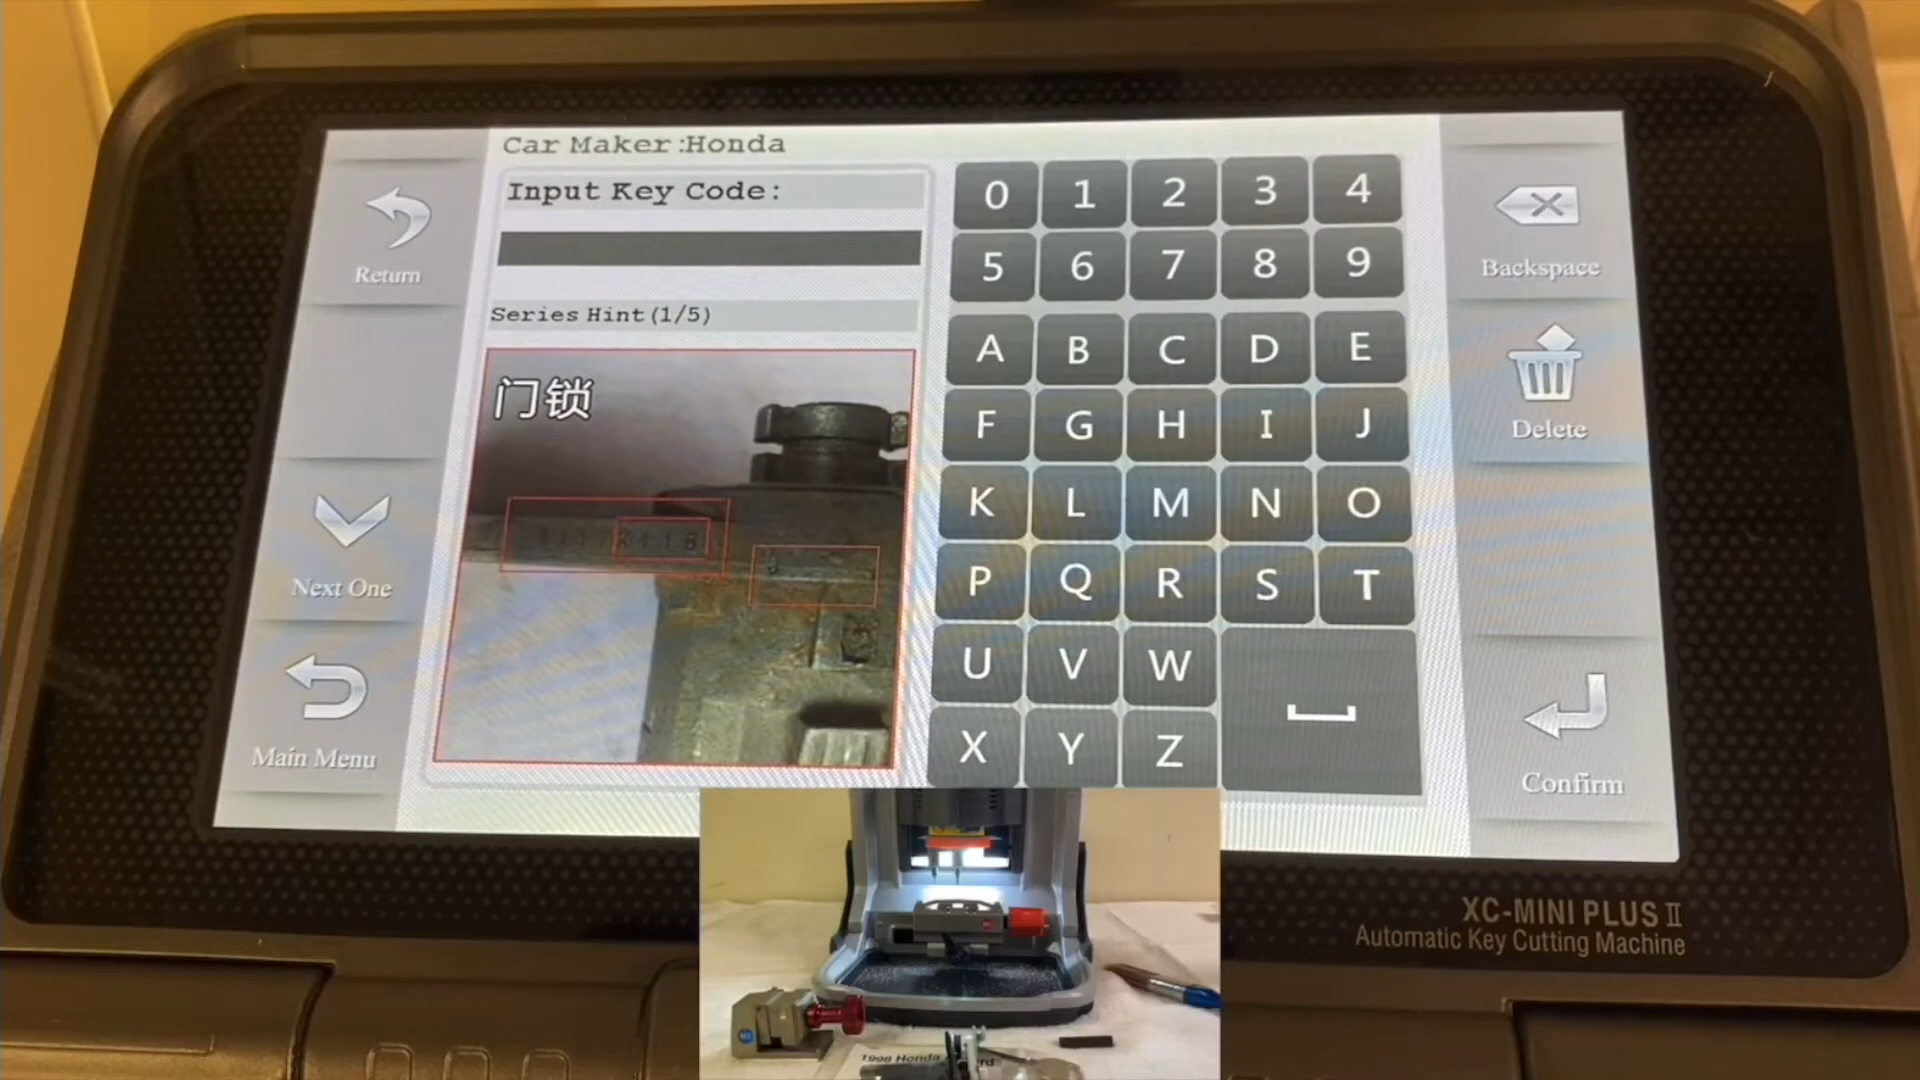 Car Maker:Honda
Input Key Code:
Series Hint(1/5)
门锁
Return
Next One
Main Menu
0 1 2 3 4
5 6 7 8 9
A B C D E
F G H I J
K L M N O
P Q R S T
U V W
X Y Z
Backspace
Delete
Confirm
XC-MINI PLUS II
Automatic Key Cutting Machine
1998 Honda